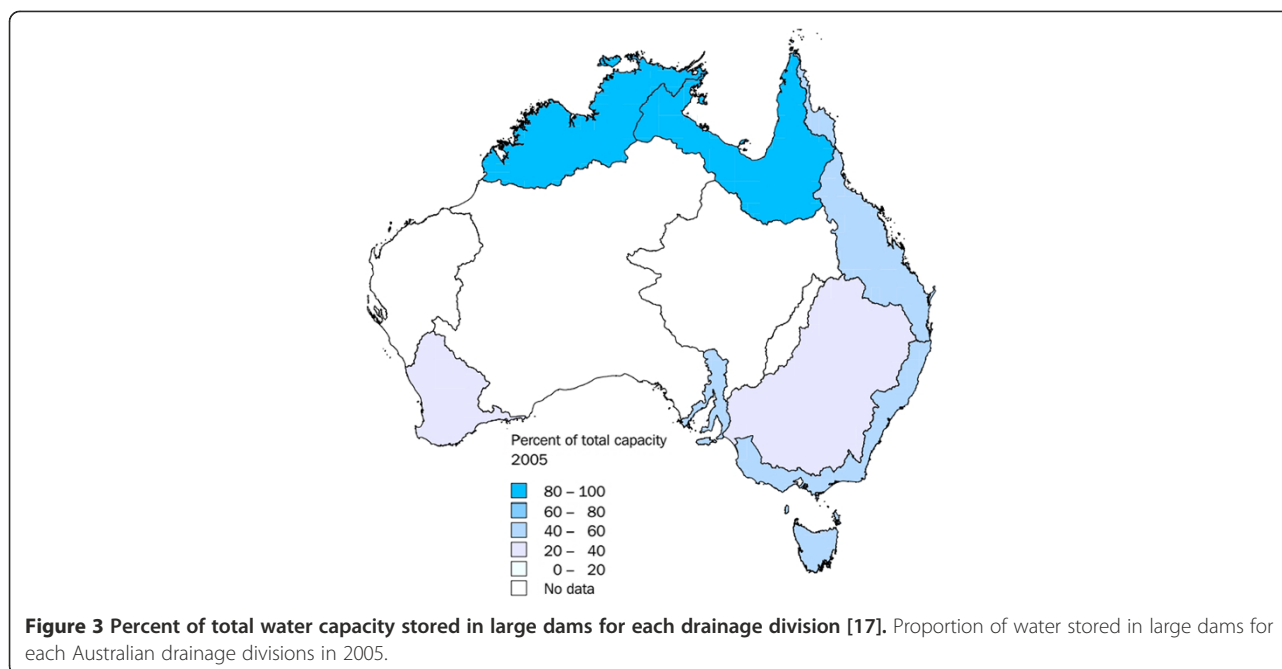 Percent of total capacity
2005
80 – 100
60 – 80
40 – 60
20 – 40
0 – 20
No data
Figure 3 Percent of total water capacity stored in large dams for each drainage division [17]. Proportion of water stored in large dams for
each Australian drainage divisions in 2005.